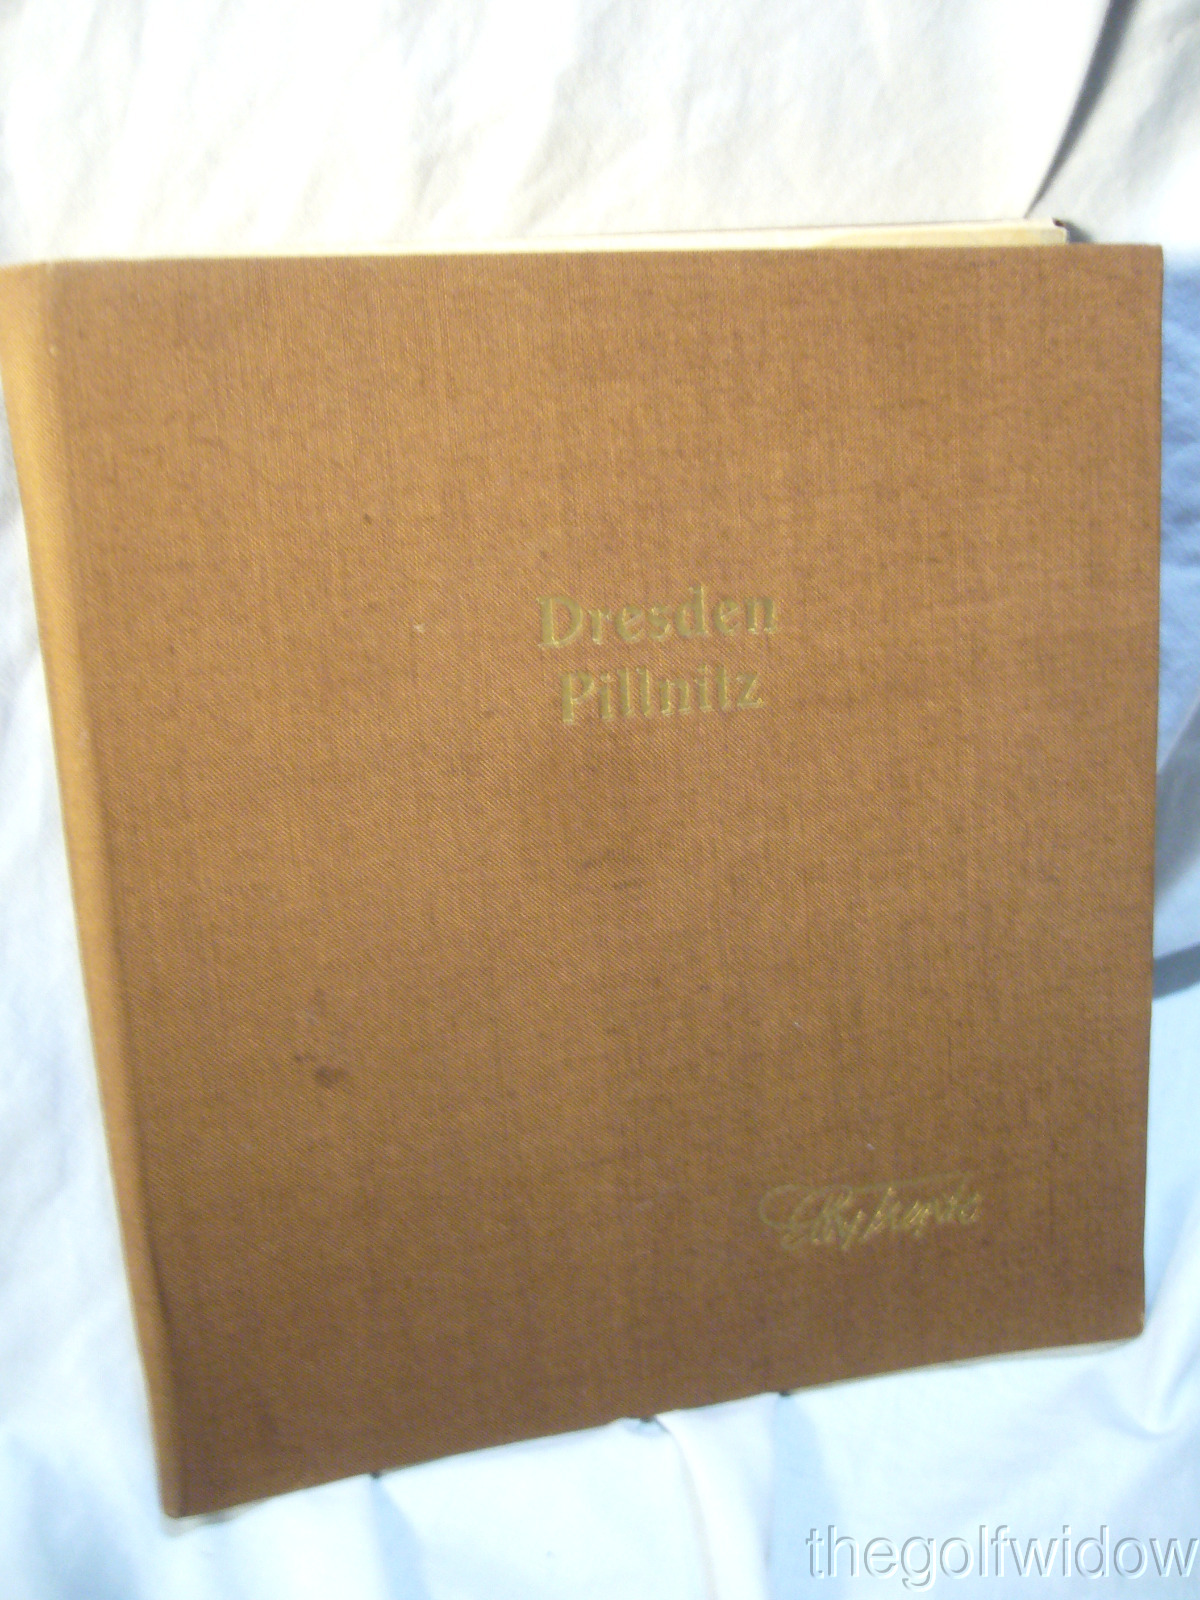 Dresden
Pillnitz
thegolfwidow